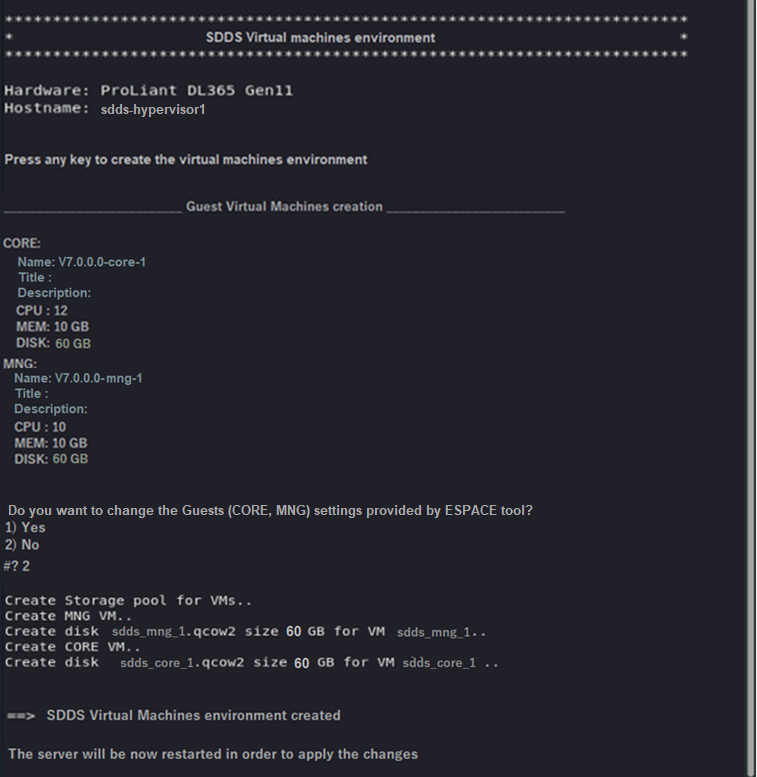 ********************************************************************
* SDDS Virtual machines environment *
********************************************************************
Hardware: ProLiant DL365 Gen11
Hostname: sdds-hypervisor1
Press any key to create the virtual machines environment
___________________________ Guest Virtual Machines creation ___________________________
CORE:
Name: V7.0.0.0-core-1
Title :
Description:
CPU : 12
MEM: 10 GB
DISK: 60 GB
MNG:
Name: V7.0.0.0-mng-1
Title :
Description:
CPU : 10
MEM: 10 GB
DISK: 60 GB
Do you want to change the Guests (CORE, MNG) settings provided by ESPACE tool?
1) Yes
2) No
#? 2
Create Storage pool for VMs..
Create MNG VM..
Create disk sdds_mng_1.qcow2 size 60 GB for VM sdds_mng_1..
Create CORE VM..
Create disk sdds_core_1.qcow2 size 60 GB for VM sdds_core_1 ..
==> SDDS Virtual Machines environment created
The server will be now restarted in order to apply the changes